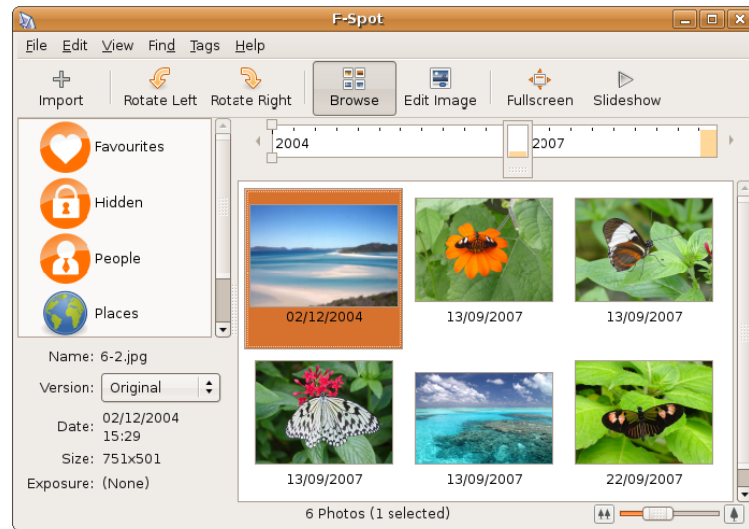 F-Spot
File Edit View Find Tags Help
Import Rotate Left Rotate Right Browse Edit Image Fullscreen Slideshow
2004 2007
Favourites
Hidden
People
Places
02/12/2004 13/09/2007 13/09/2007
13/09/2007 13/09/2007 22/09/2007
Name: 6-2.jpg
Version: Original
Date: 02/12/2004
15:29
Size: 751x501
Exposure: (None)
6 Photos (1 selected)